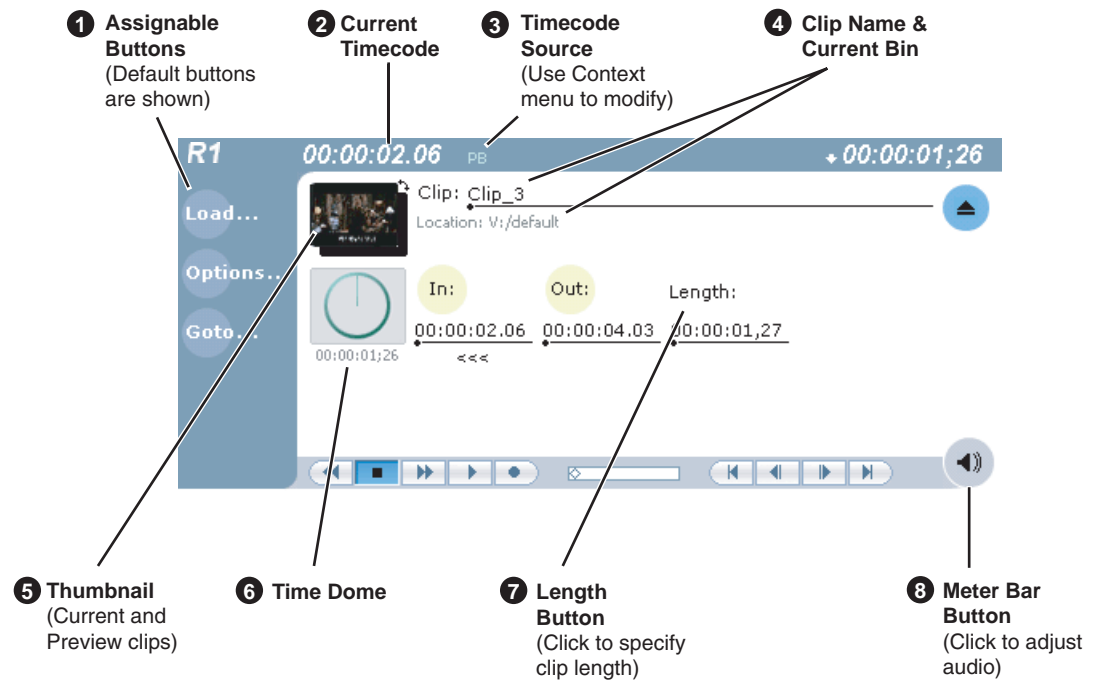 1 Assignable
Buttons
(Default buttons
are shown)
2 Current
Timecode
3 Timecode
Source
(Use Context
menu to modify)
4 Clip Name &
Current Bin
R1
00:00:02.06
PB
00:00:01;26
Load...
Options..
Goto...
Clip: Clip_3
Location: V:/default
In:
Out:
Length:
00:00:02.06
00:00:04.03
00:00:01,27
<<<
00:00:01;26
5 Thumbnail
(Current and
Preview clips)
6 Time Dome
7 Length
Button
(Click to specify
clip length)
8 Meter Bar
Button
(Click to adjust
audio)